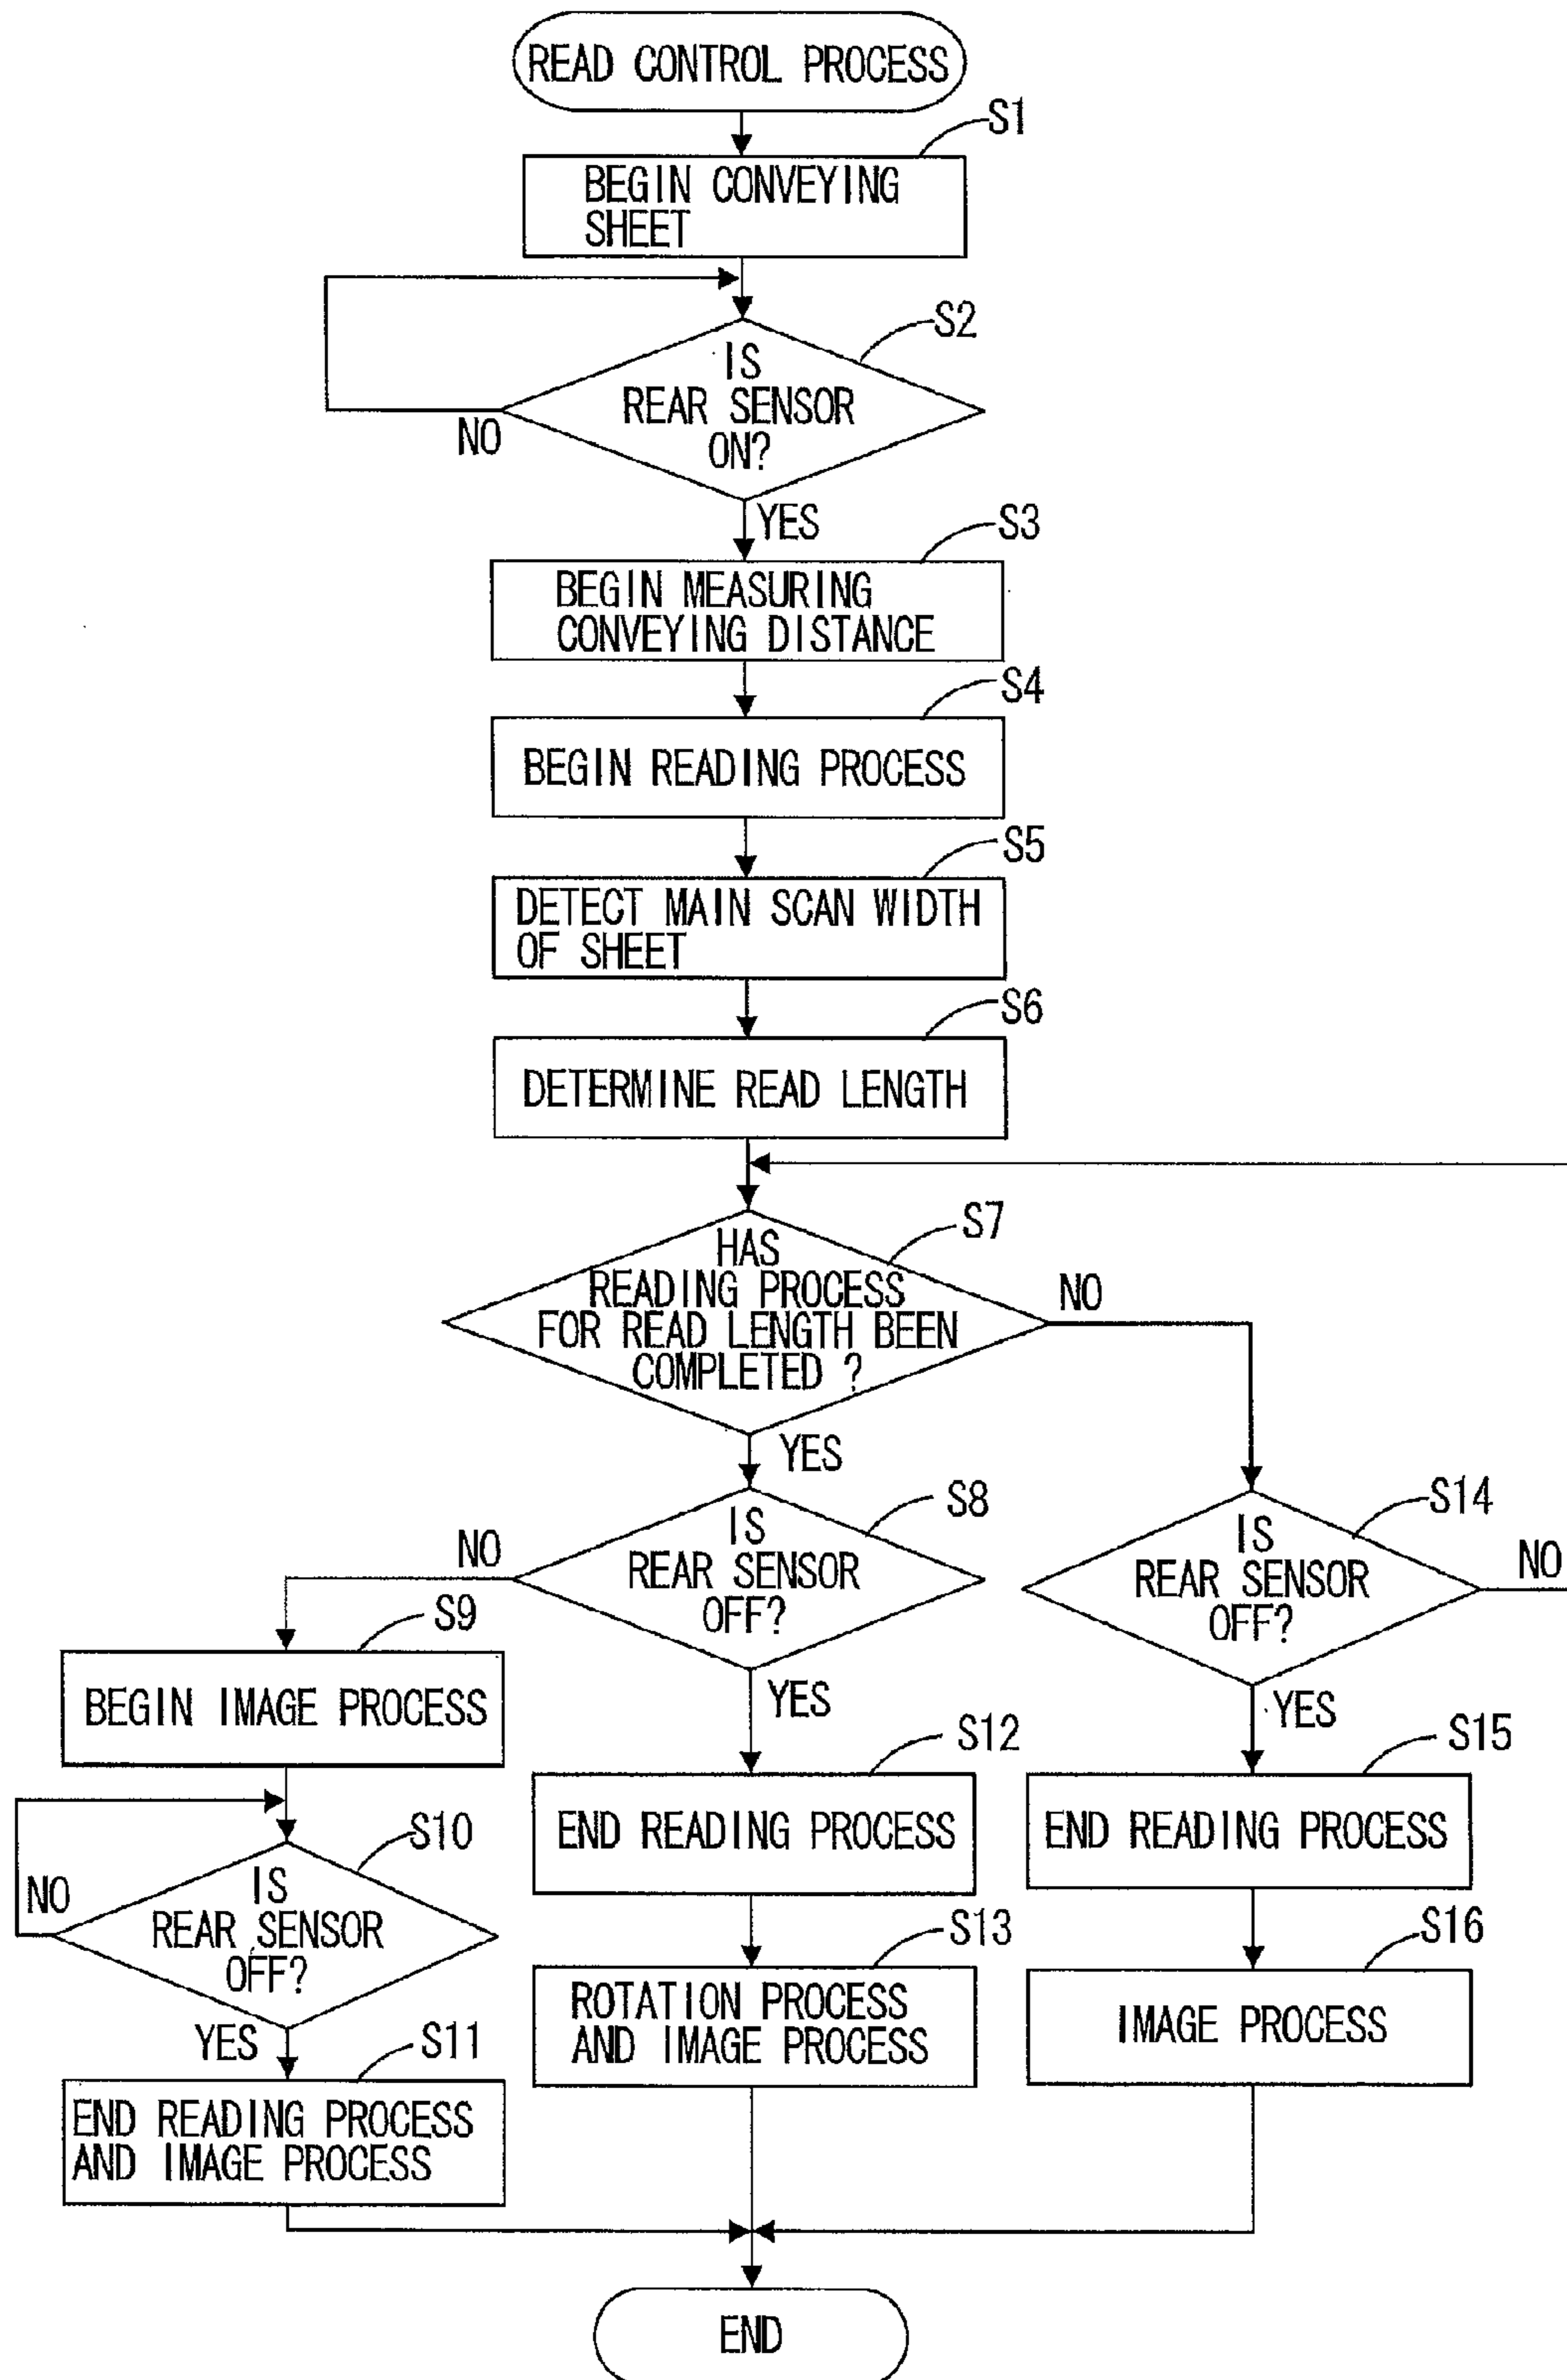 READ CONTROL PROCESS
S1
BEGIN CONVEYING
SHEET
S2
IS
REAR SENSOR
ON?
NO
YES
S3
BEGIN MEASURING
CONVEYING DISTANCE
S4
BEGIN READING PROCESS
S5
DETECT MAIN SCAN WIDTH
OF SHEET
S6
DETERMINE READ LENGTH
S7
HAS
READING PROCESS
FOR READ LENGTH BEEN
COMPLETED ?
NO
YES
S8
IS
REAR SENSOR
OFF?
NO
YES
S14
IS
REAR SENSOR
OFF?
NO
YES
S9
BEGIN IMAGE PROCESS
S10
IS
REAR SENSOR
OFF?
NO
YES
S11
END READING PROCESS
AND IMAGE PROCESS
S12
END READING PROCESS
S13
ROTATION PROCESS
AND IMAGE PROCESS
S15
END READING PROCESS
S16
IMAGE PROCESS
END